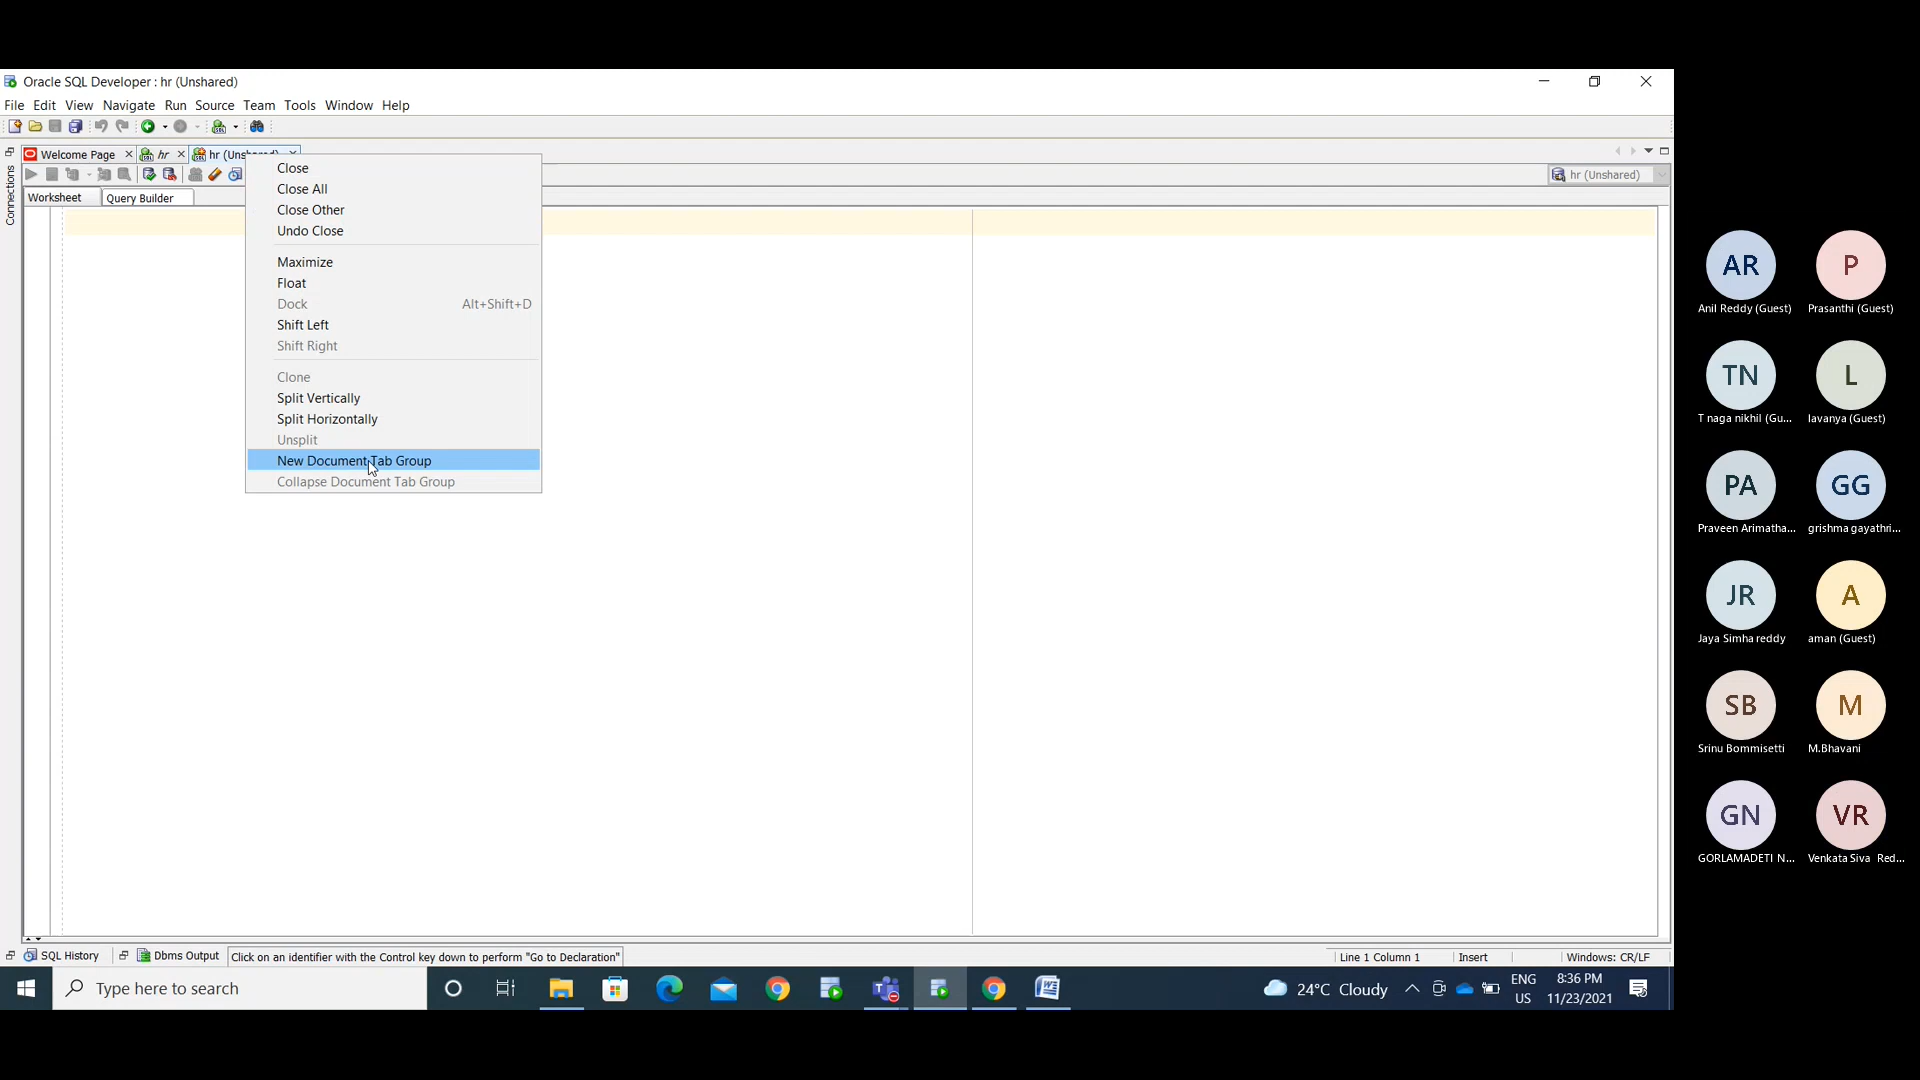 Oracle SQL Developer : hr (Unshared)
File Edit View Navigate Run Source Team Tools Window Help
Welcome Page hr hr (Unshared)
hr (Unshared)
Worksheet Query Builder
Connections
Close
Close All
Close Other
Undo Close
Maximize
Float
Dock Alt+Shift+D
Shift Left
Shift Right
Clone
Split Vertically
Split Horizontally
Unsplit
New Document Tab Group
Collapse Document Tab Group
AR P
Anil Reddy (Guest) Prasanthi (Guest)
TN L
T naga nikhil (Gu... lavanya (Guest)
PA GG
Praveen Arimatha... grishma gayathri...
JR A
Jaya Simha reddy aman (Guest)
SB M
Srinu Bommisetti M.Bhavani
GN VR
GORLAMADETI N... Venkata Siva Red...
SQL History Dbms Output Click on an identifier with the Control key down to perform "Go to Declaration" Line 1 Column 1 Insert Windows: CR/LF
Type here to search 24°C Cloudy ENG US 8:36 PM 11/23/2021